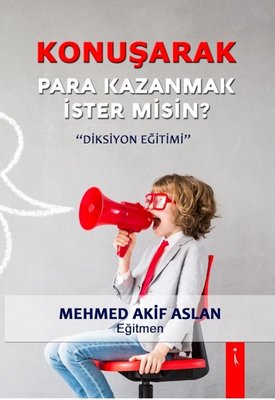 KONUŞARAK
PARA KAZANMAK
İSTER MİSİN?
“DİKSİYON EĞİTİMİ”
MEHMED AKİF ASLAN
Eğitmen